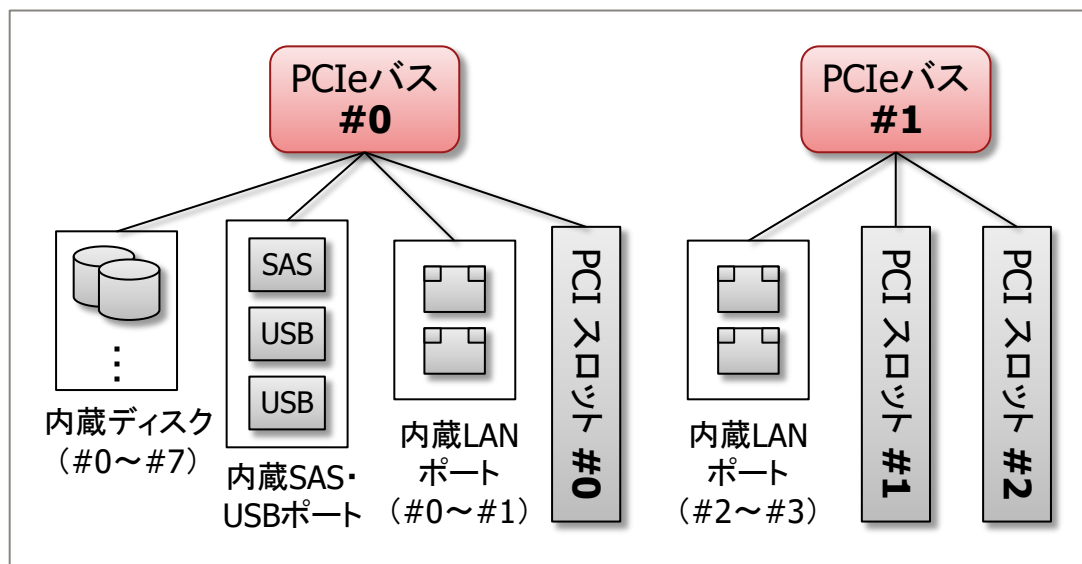 PCIeバス
#0
PCIeバス
#1
SAS
USB
USB
⋮
内蔵ディスク
(#0~#7)
内蔵SAS・
USBポート
内蔵LAN
ポート
(#0~#1)
PCI スロット #0
内蔵LAN
ポート
(#2~#3)
PCI スロット #1
PCI スロット #2